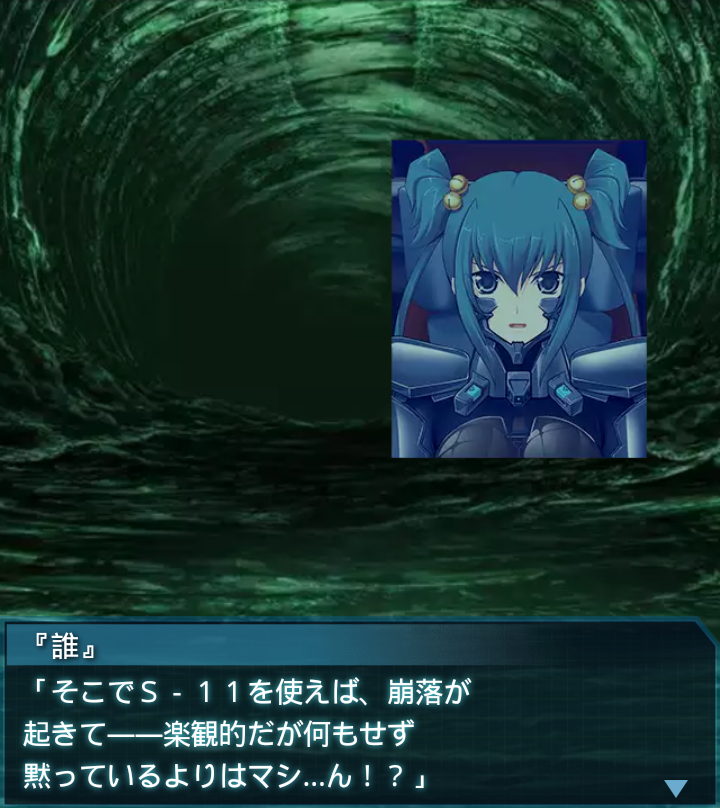 『誰』
「そこでＳ‐１１を使えば、崩落が
起きて――楽観的だが何もせず
黙っているよりはマシ…ん！？」